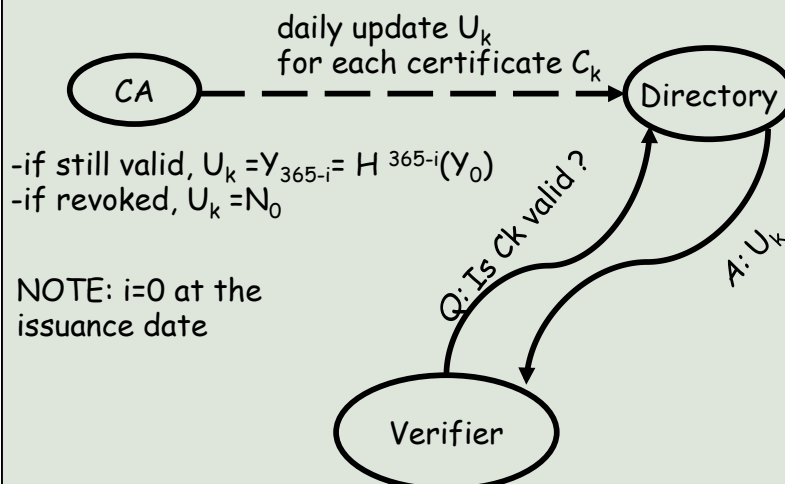 daily update Uk
for each certificate Ck
CA
Directory
-if still valid, Uk =Y365-i= H 365-i(Y0)
-if revoked, Uk =N0
Q: Is Ck valid ?
A: Uk
NOTE: i=0 at the
issuance date
Verifier